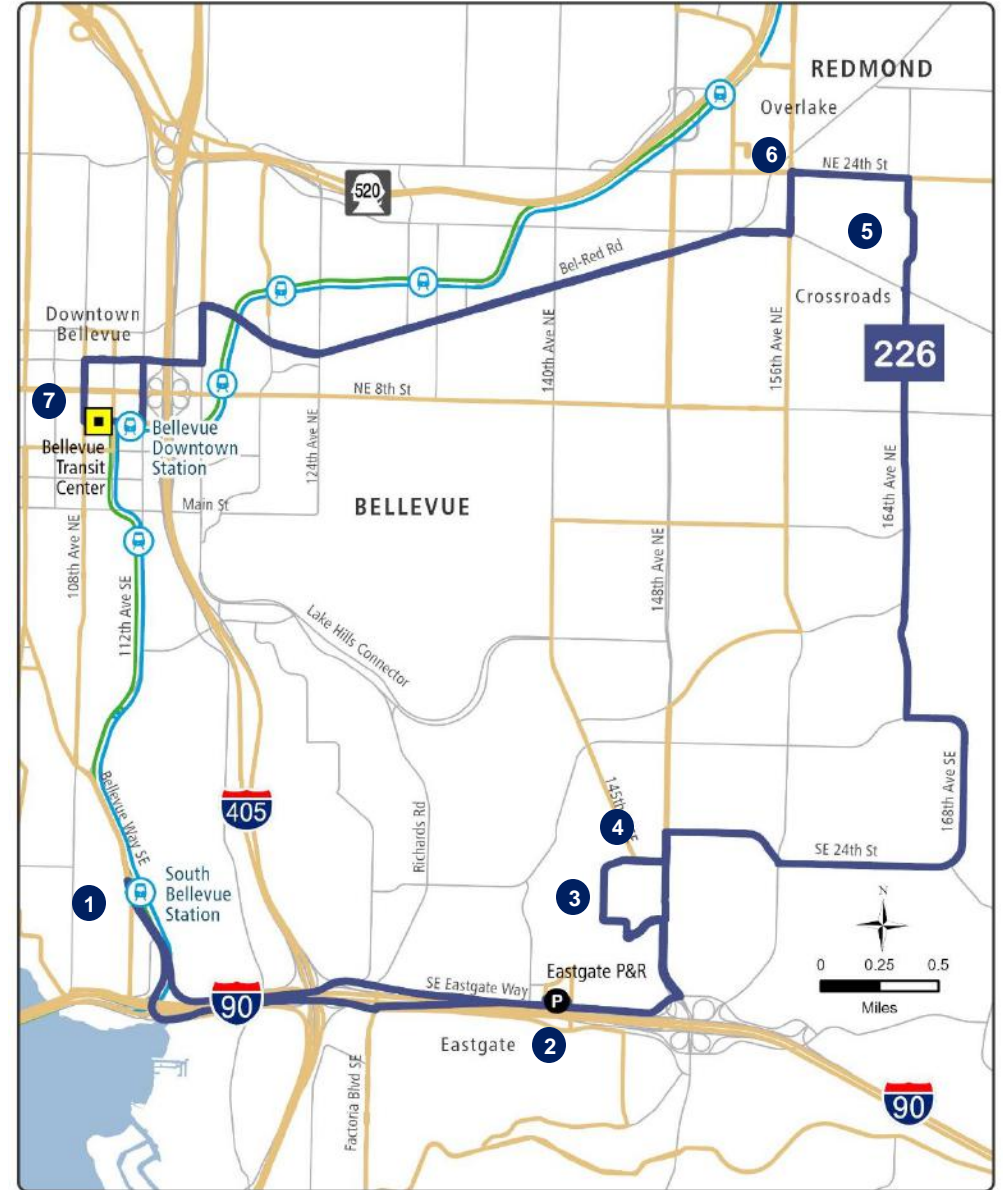 REDMOND
Overlake
6
NE 24th St
520
5
Bel-Red Rd
Crossroads
Downtown
Bellevue
140th Ave NE
156th Ave NE
226
7
NE 8th St
Bellevue
Transit
Center
Bellevue
Downtown
Station
124th Ave NE
Main St
BELLEVUE
164th Ave NE
108th Ave NE
148th Ave NE
112th Ave SE
Lake Hills Connector
Bellevue Way SE
405
Richards Rd
145th
4
168th Ave SE
SE 24th St
1
South
Bellevue
Station
3
N
0 0.25 0.5
Miles
Eastgate P&R
SE Eastgate Way
P
90
Eastgate
2
Factoria Blvd SE
90